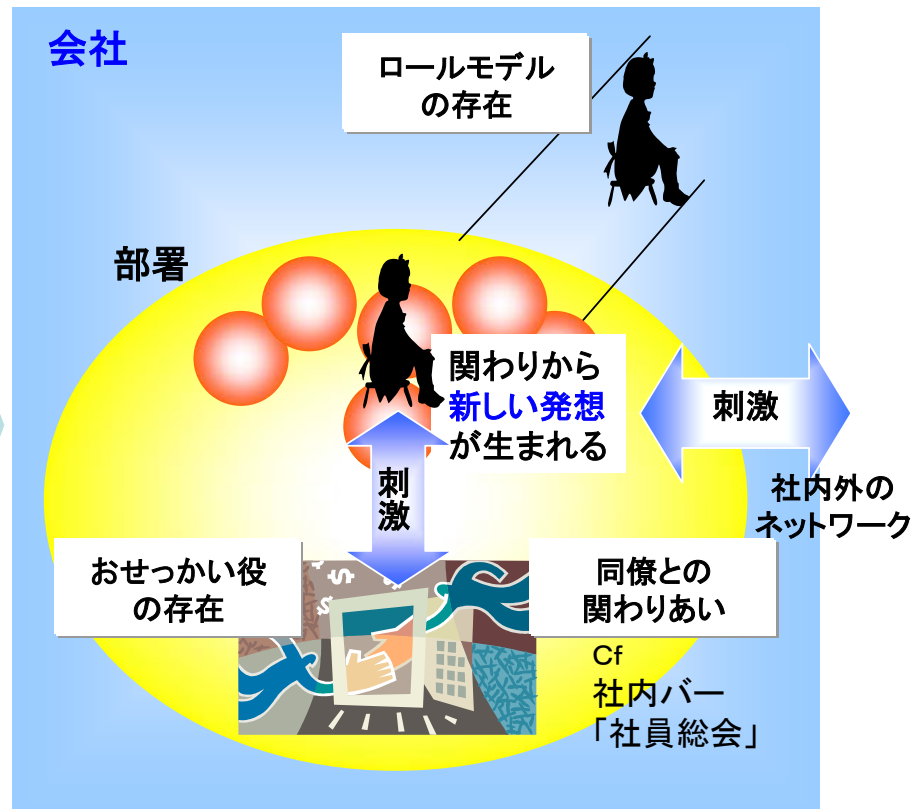 会社
ロールモデル
の存在
部署
関わりから
新しい発想
が生まれる
刺激
社内外の
ネットワーク
刺
激
おせっかい役
の存在
同僚との
関わりあい
Cf
社内バー
「社員総会」
$
$
$